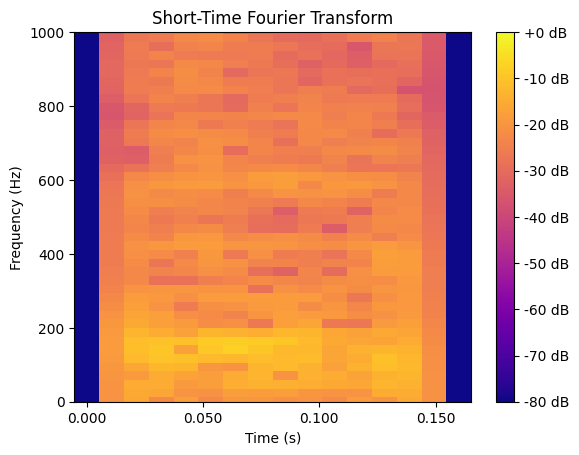 Short-Time Fourier Transform
Frequency (Hz)
1000
800
600
400
200
0
0.000
0.050
0.100
0.150
Time (s)
+0 dB
-10 dB
-20 dB
-30 dB
-40 dB
-50 dB
-60 dB
-70 dB
-80 dB